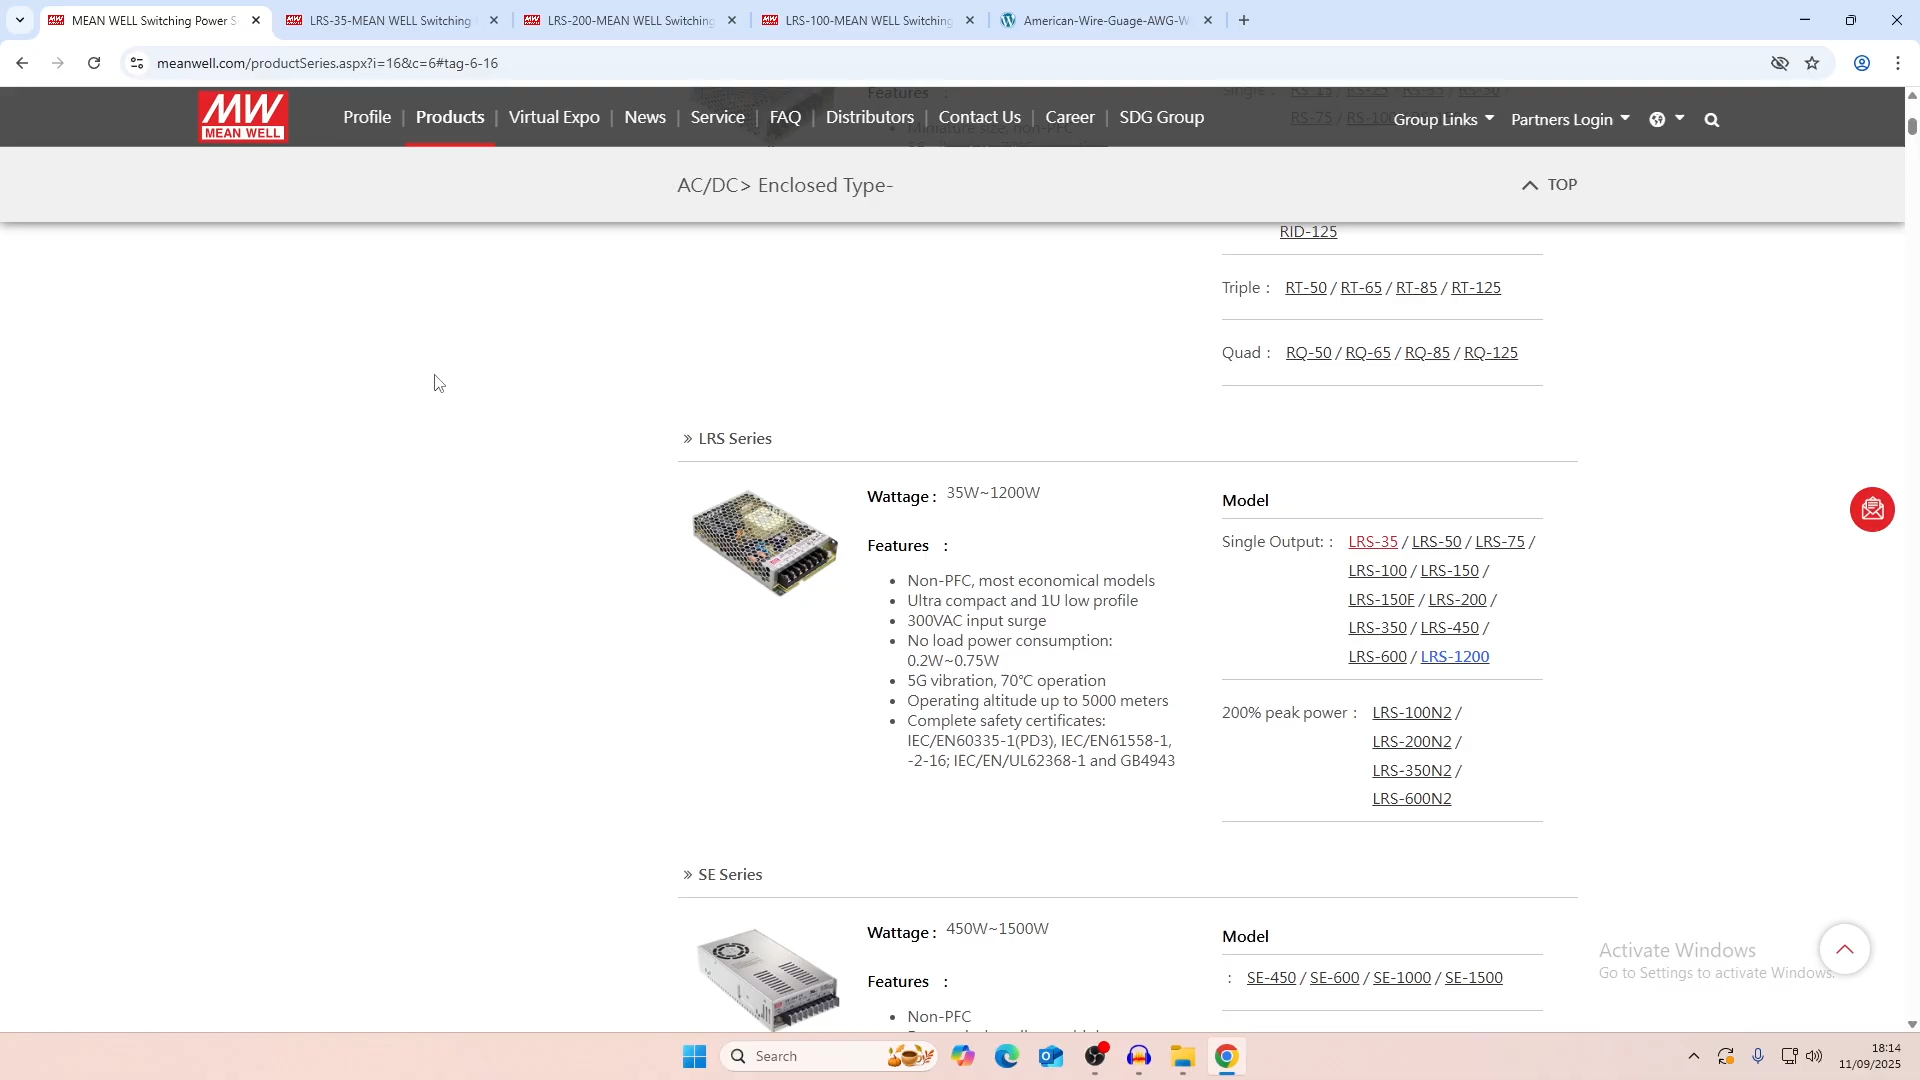 MEAN WELL Switching Power S
LRS-35-MEAN WELL Switching
LRS-200-MEAN WELL Switching
LRS-100-MEAN WELL Switching
American-Wire-Guage-AWG-W
meanwell.com/productSeries.aspx?i=16&c=6#tag-6-16
MW
MEAN WELL
Profile | Products | Virtual Expo | News | Service | FAQ | Distributors | Contact Us | Career | SDG Group
Group Links
Partners Login
Features :
Miniature size, non-PFC
RS-75 / RS-100
AC/DC> Enclosed Type-
TOP
RID-125
Triple : RT-50 / RT-65 / RT-85 / RT-125
Quad : RQ-50 / RQ-65 / RQ-85 / RQ-125
» LRS Series
Wattage : 35W~1200W
Features :
• Non-PFC, most economical models
• Ultra compact and 1U low profile
• 300VAC input surge
• No load power consumption:
0.2W~0.75W
• 5G vibration, 70℃ operation
• Operating altitude up to 5000 meters
• Complete safety certificates:
IEC/EN60335-1(PD3), IEC/EN61558-1,
-2-16; IEC/EN/UL62368-1 and GB4943
Model
Single Output: : LRS-35 / LRS-50 / LRS-75 /
LRS-100 / LRS-150 /
LRS-150F / LRS-200 /
LRS-350 / LRS-450 /
LRS-600 / LRS-1200
200% peak power : LRS-100N2 /
LRS-200N2 /
LRS-350N2 /
LRS-600N2
» SE Series
Wattage : 450W~1500W
Features :
• Non-PFC
Model
: SE-450 / SE-600 / SE-1000 / SE-1500
Activate Windows
Go to Settings to activate Windows.
Search
18:14
11/09/2025